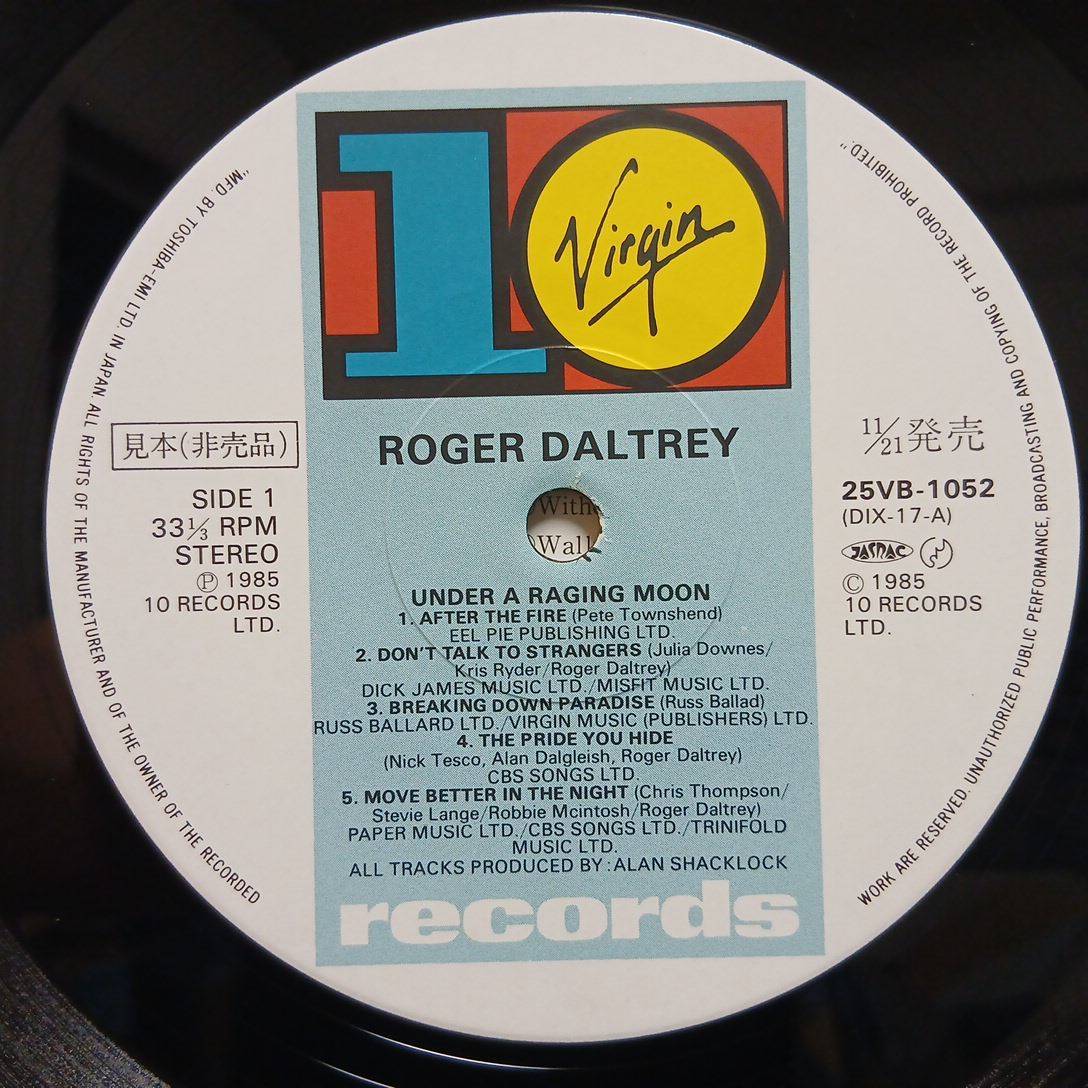 10
Virgin
ROGER DALTREY
見本(非売品)
SIDE 1
33⅓ RPM
STEREO
Ⓟ 1985
10 RECORDS
LTD.
11/21発売
25VB-1052
(DIX-17-A)
JASRAC
© 1985
10 RECORDS
LTD.
With
Wall
UNDER A RAGING MOON
1. AFTER THE FIRE (Pete Townshend)
EEL PIE PUBLISHING LTD.
2. DON'T TALK TO STRANGERS (Julia Downes/
Kris Ryder/Roger Daltrey)
DICK JAMES MUSIC LTD./MISFIT MUSIC LTD.
3. BREAKING DOWN PARADISE (Russ Ballad)
RUSS BALLARD LTD./VIRGIN MUSIC (PUBLISHERS) LTD.
4. THE PRIDE YOU HIDE
(Nick Tesco, Alan Dalgleish, Roger Daltrey)
CBS SONGS LTD.
5. MOVE BETTER IN THE NIGHT (Chris Thompson/
Stevie Lange/Robbie Mcintosh/Roger Daltrey)
PAPER MUSIC LTD./CBS SONGS LTD./TRINIFOLD
MUSIC LTD.
ALL TRACKS PRODUCED BY:ALAN SHACKLOCK
records
"MFD. BY TOSHIBA-EMI LTD. IN JAPAN. ALL RIGHTS OF THE MANUFACTURER AND OF THE OWNER OF THE RECORDED
WORK ARE RESERVED. UNAUTHORIZED PUBLIC PERFORMANCE, BROADCASTING AND COPYING OF THE RECORD PROHIBITED."